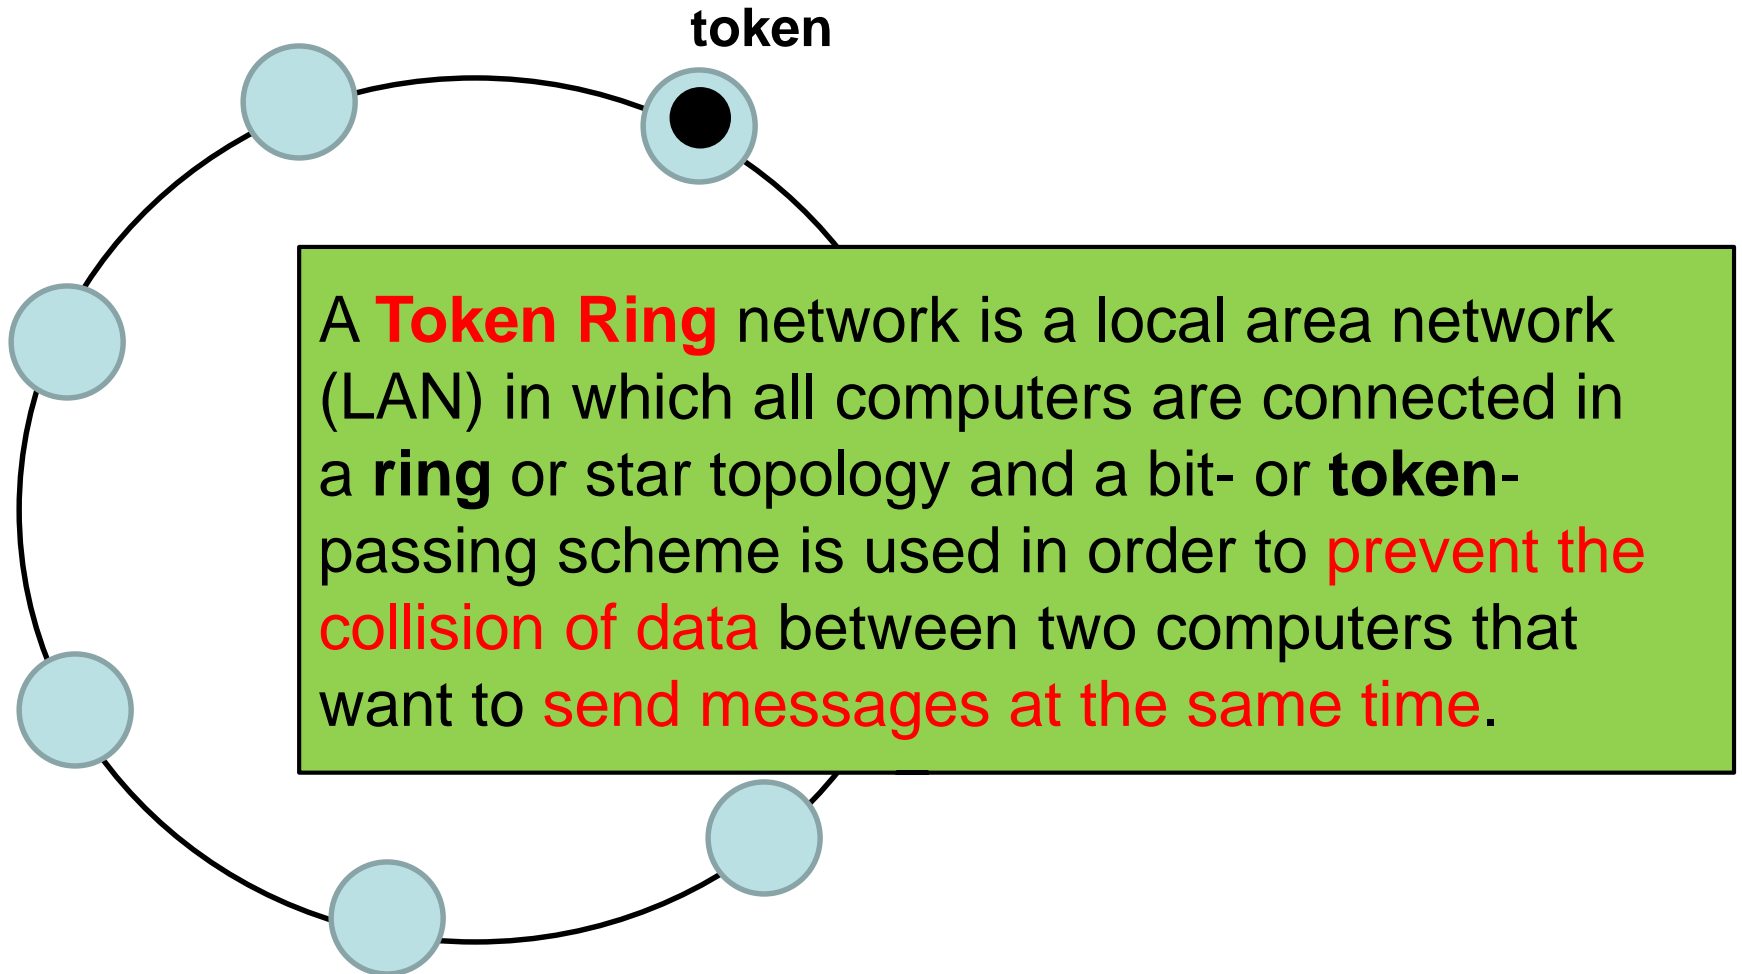 token
A Token Ring network is a local area network
(LAN) in which all computers are connected in
a ring or star topology and a bit- or token-
passing scheme is used in order to prevent the
collision of data between two computers that
want to send messages at the same time.